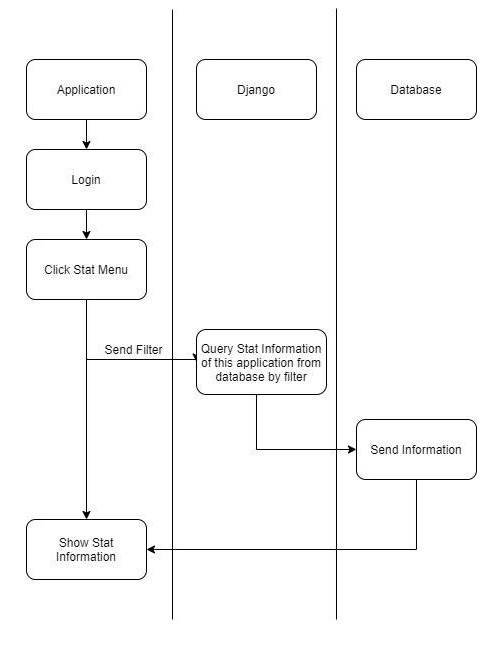 Application
Django
Database
Login
Click Stat Menu
Send Filter
Query Stat Information
of this application from
database by filter
Send Information
Show Stat
Information